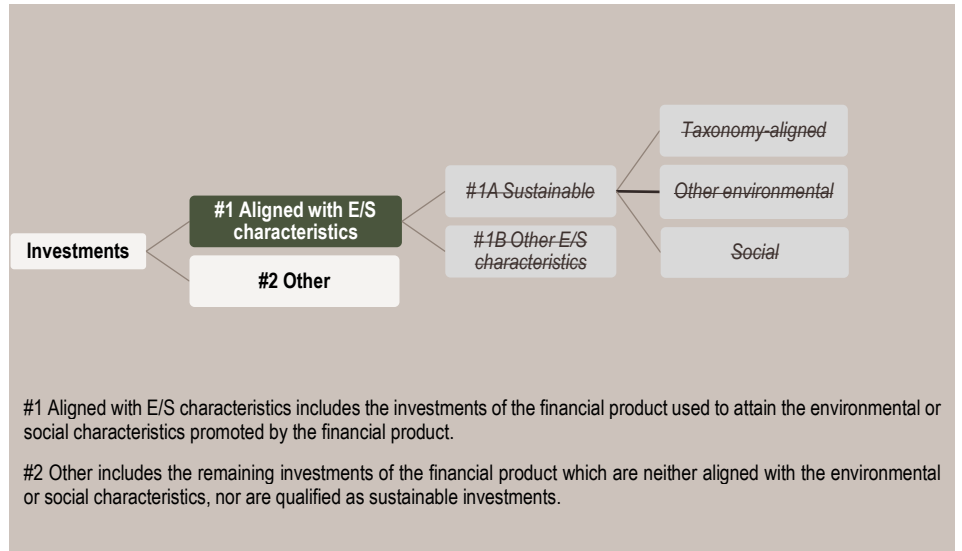 Taxonomy-aligned
#1A Sustainable
Other environmental
#1 Aligned with E/S
characteristics
#1B Other E/S
characteristics
Social
Investments
#2 Other
#1 Aligned with E/S characteristics includes the investments of the financial product used to attain the environmental or
social characteristics promoted by the financial product.
#2 Other includes the remaining investments of the financial product which are neither aligned with the environmental
or social characteristics, nor are qualified as sustainable investments.